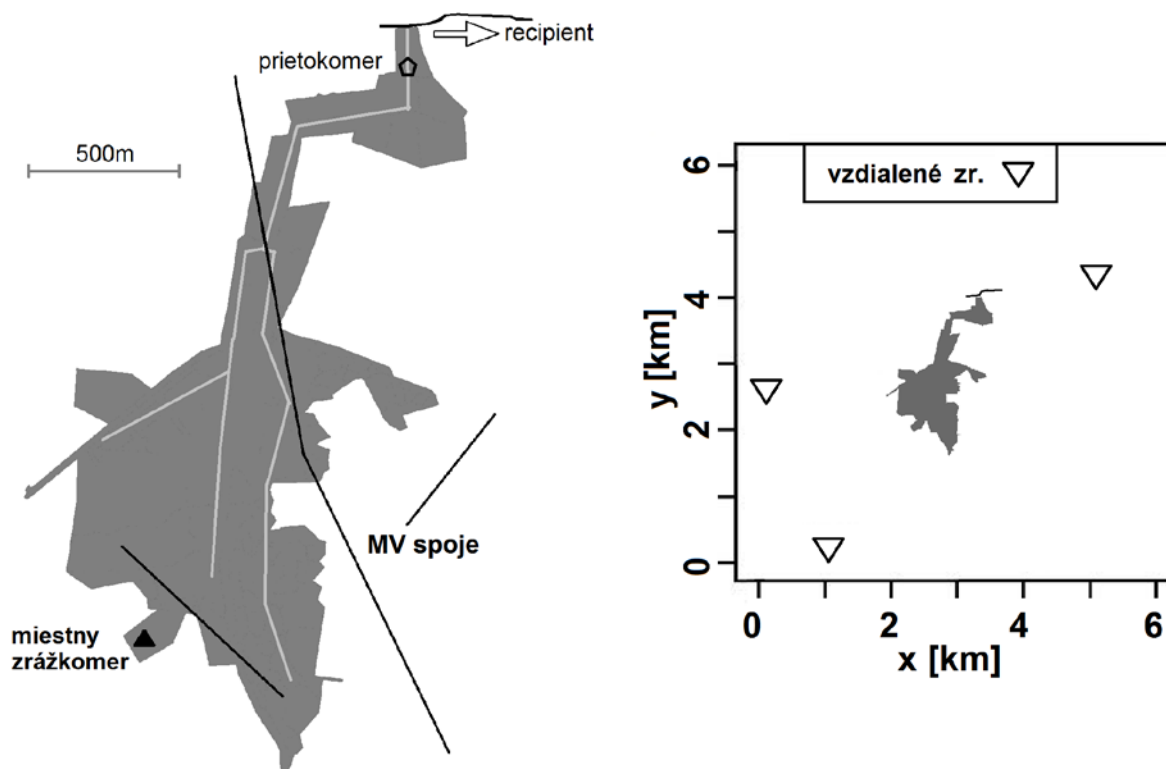 recipient
prietokomer
500m
MV spoje
miestny
zrážkomer
vzdialené zr.
6
4
2
0
y [km]
0
2
4
6
x [km]